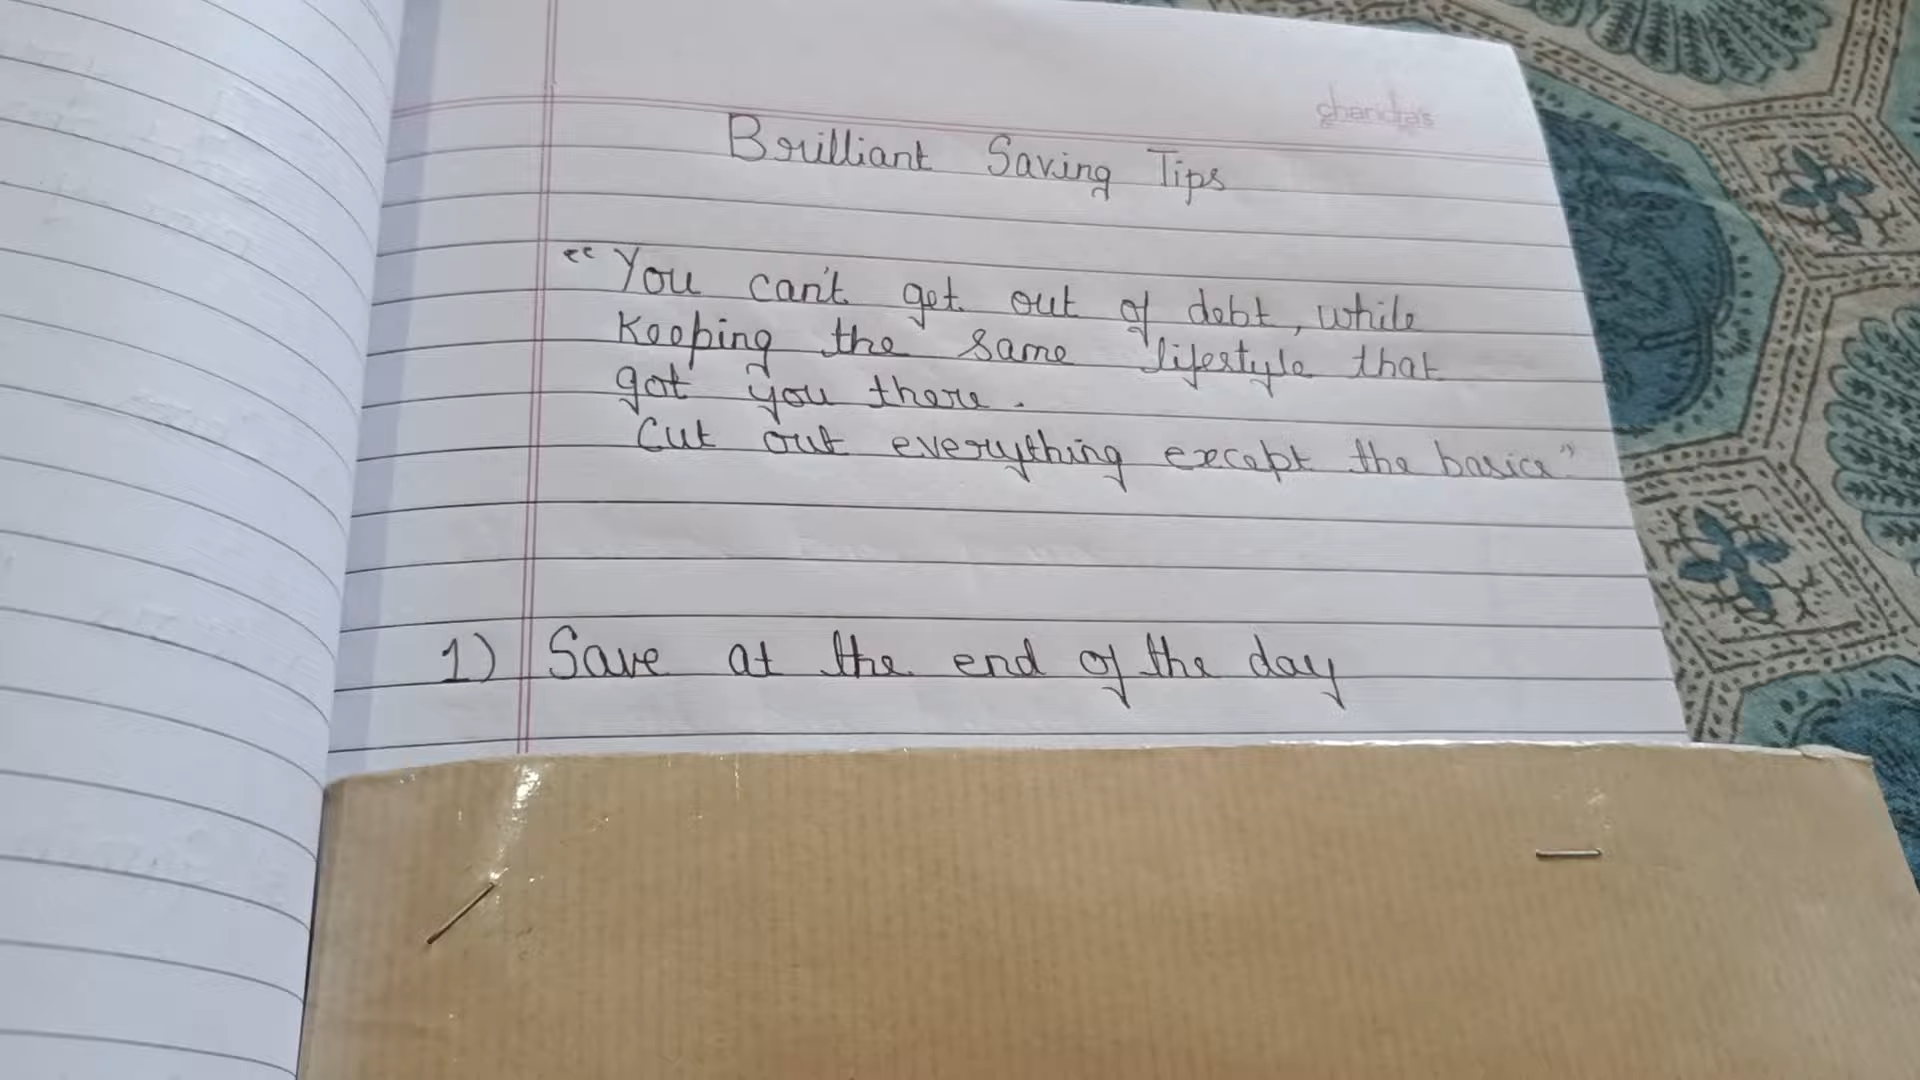 chandra's
Brilliant Saving Tips
“You can't get out of debt, while
Keeping the same lifestyle that
got you there.
Cut out everything except the basics”
1) Save at the end of the day